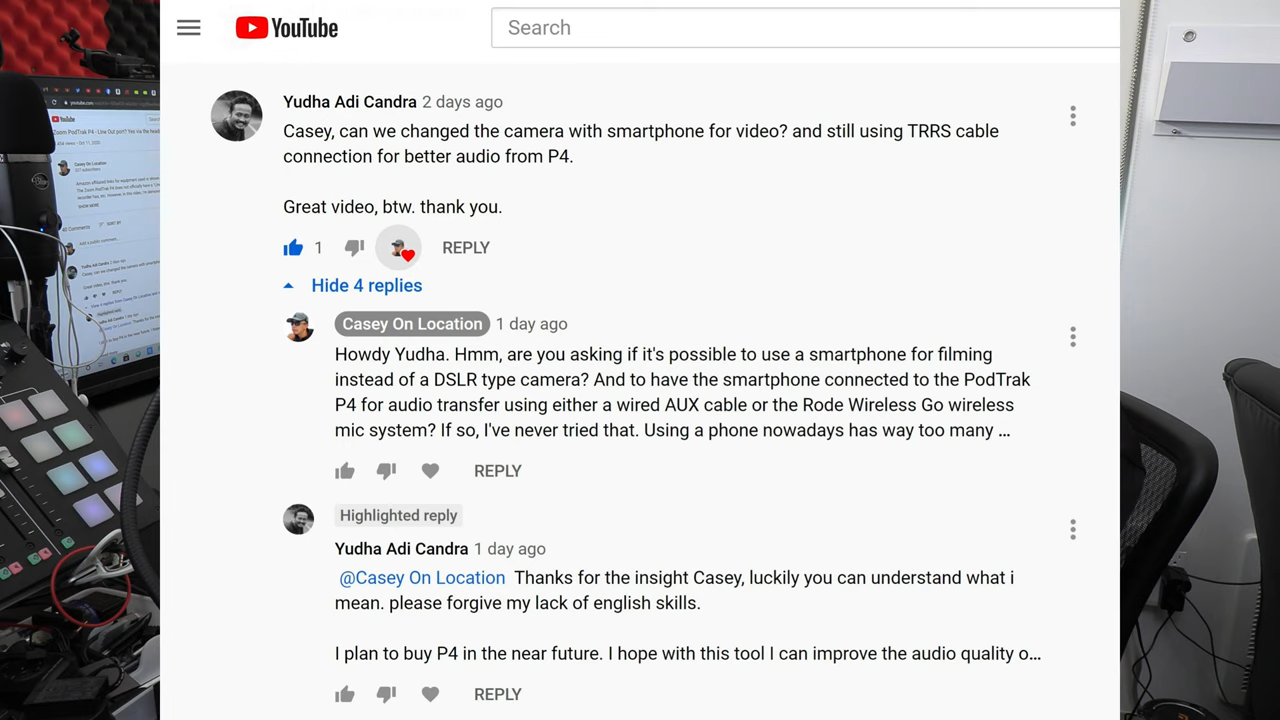 YouTube
Search
Yudha Adi Candra 2 days ago
Casey, can we changed the camera with smartphone for video? and still using TRRS cable
connection for better audio from P4.
Great video, btw. thank you.
1
REPLY
Hide 4 replies
Casey On Location 1 day ago
Howdy Yudha. Hmm, are you asking if it's possible to use a smartphone for filming
instead of a DSLR type camera? And to have the smartphone connected to the PodTrak
P4 for audio transfer using either a wired AUX cable or the Rode Wireless Go wireless
mic system? If so, I've never tried that. Using a phone nowadays has way too many ...
REPLY
Highlighted reply
Yudha Adi Candra 1 day ago
@Casey On Location Thanks for the insight Casey, luckily you can understand what i
mean. please forgive my lack of english skills.
I plan to buy P4 in the near future. I hope with this tool I can improve the audio quality o...
REPLY